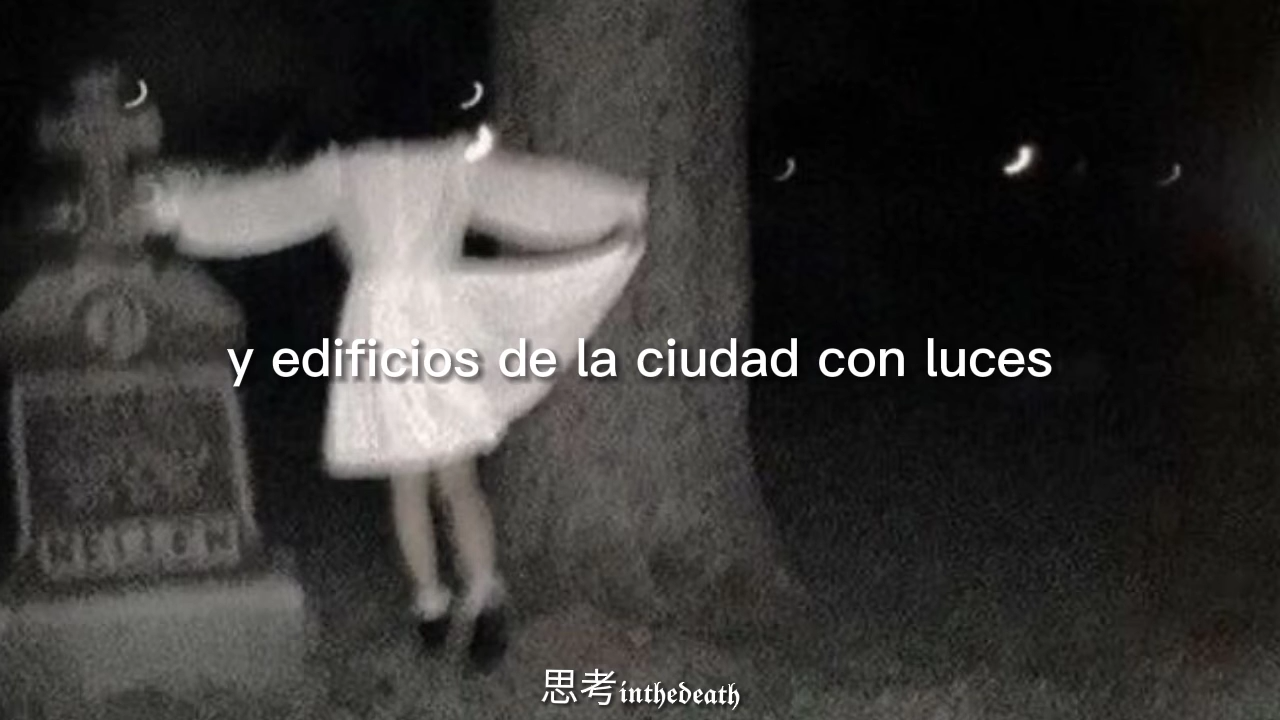 y edificios de la ciudad con luces
思考inthedeath